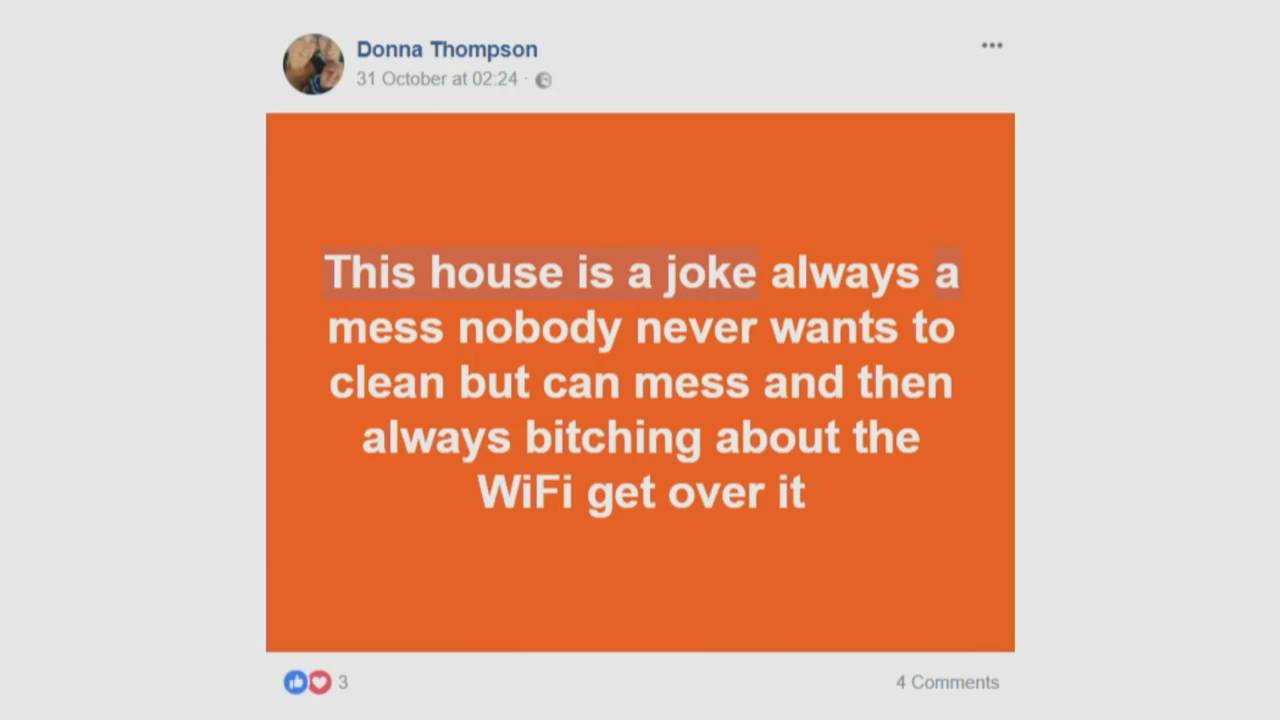 Donna Thompson
31 October at 02:24 ·
This house is a joke always a
mess nobody never wants to
clean but can mess and then
always bitching about the
WiFi get over it
3
4 Comments